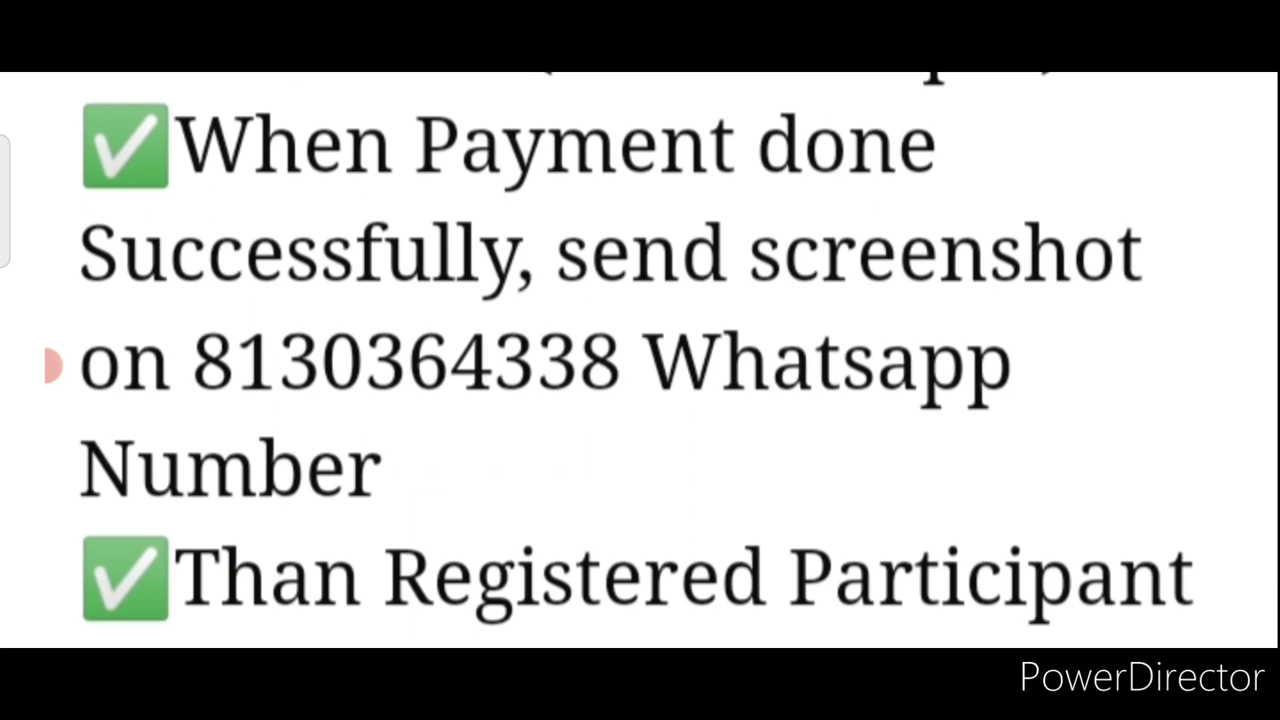 ✅When Payment done
Successfully, send screenshot
on 8130364338 Whatsapp
Number
✅Than Registered Participant
PowerDirector